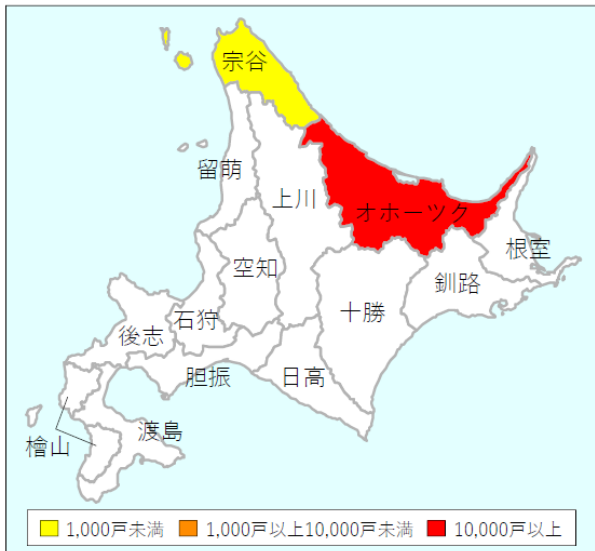 宗谷
留萌
上川
オホーツク
根室
空知
釧路
十勝
石狩
後志
胆振
日高
渡島
檜山
1,000戸未満 1,000戸以上10,000戸未満 10,000戸以上